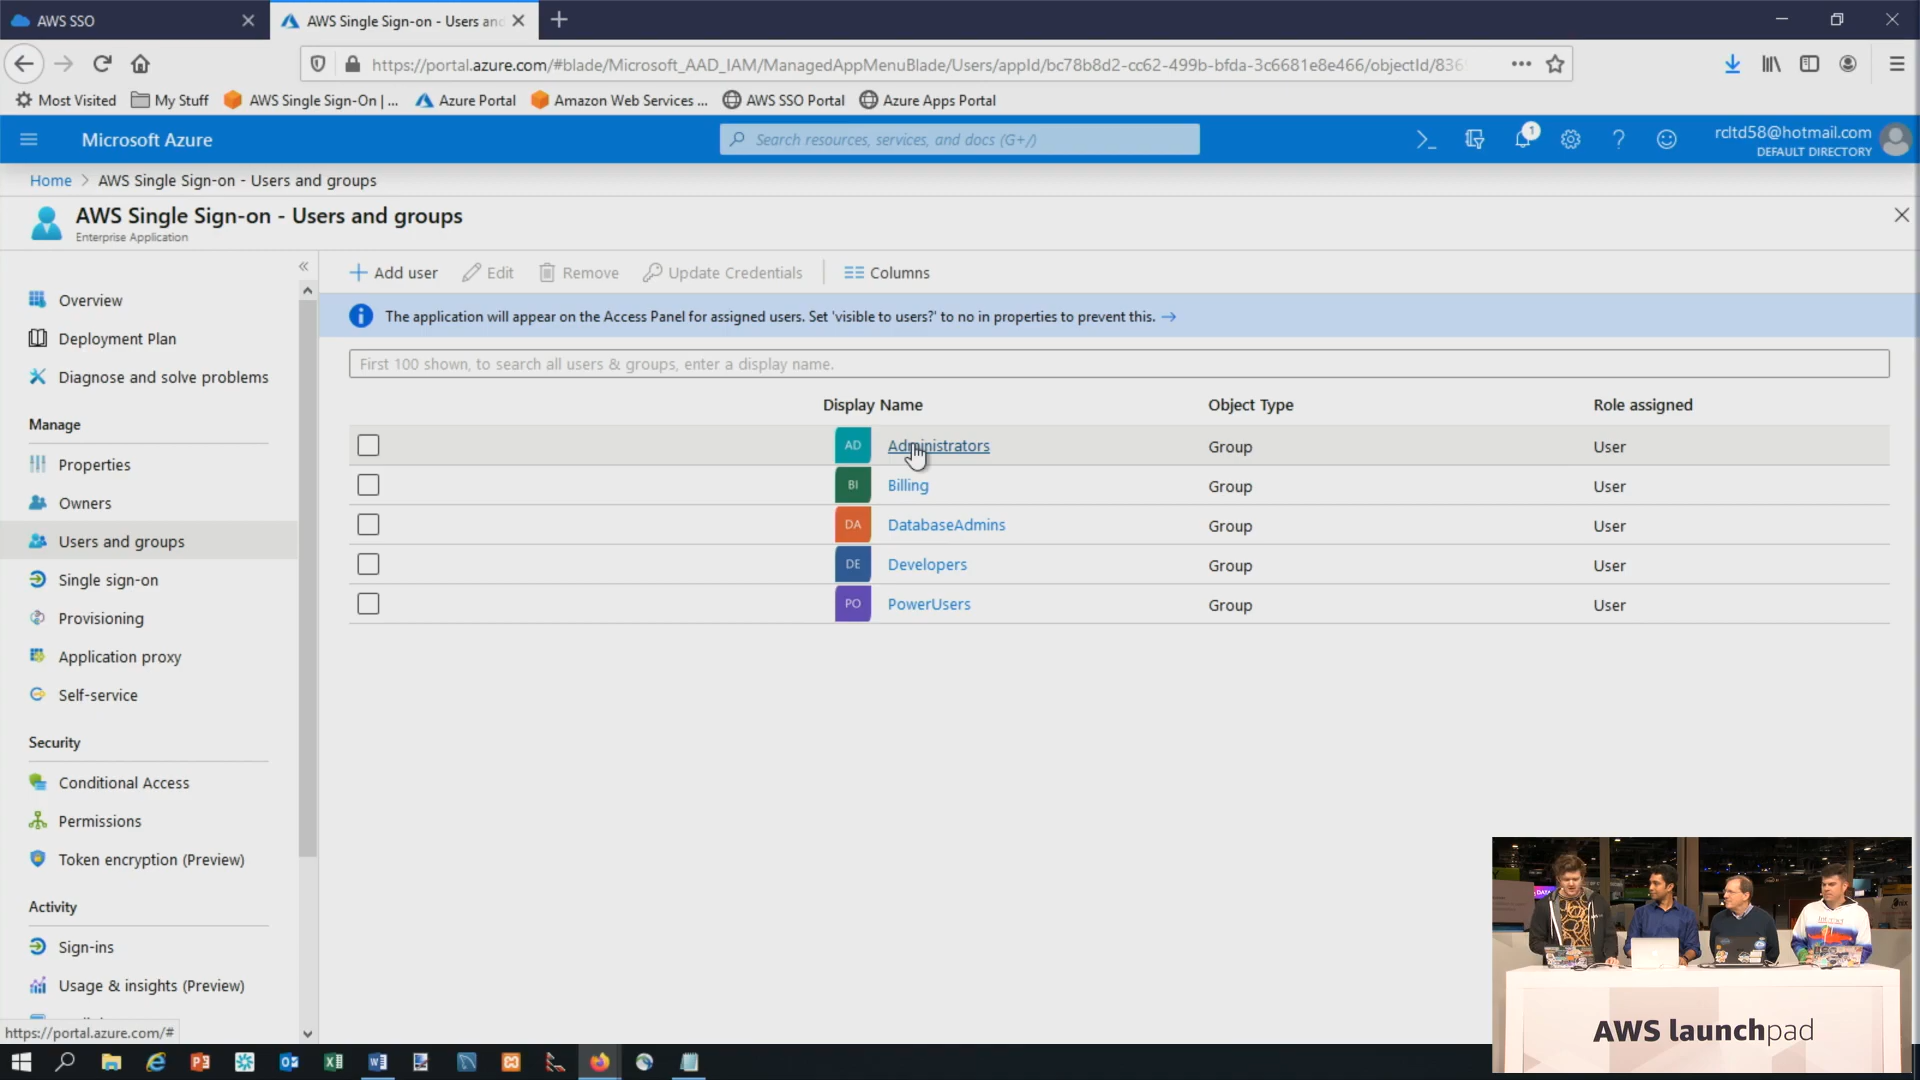 AWS SSO
AWS Single Sign-on - Users and
https://portal.azure.com/#blade/Microsoft_AAD_IAM/ManagedAppMenuBlade/Users/appId/bc78b8d2-cc62-499b-bfda-3c6681e8e466/objectId/836
Most Visited
My Stuff
AWS Single Sign-On | ...
Azure Portal
Amazon Web Services ...
AWS SSO Portal
Azure Apps Portal
Microsoft Azure
Search resources, services, and docs (G+/)
1
rcltd58@hotmail.com
DEFAULT DIRECTORY
Home > AWS Single Sign-on - Users and groups
AWS Single Sign-on - Users and groups
Enterprise Application
Overview
Deployment Plan
Diagnose and solve problems
Manage
Properties
Owners
Users and groups
Single sign-on
Provisioning
Application proxy
Self-service
Security
Conditional Access
Permissions
Token encryption (Preview)
Activity
Sign-ins
Usage & insights (Preview)
https://portal.azure.com/#
Add user
Edit
Remove
Update Credentials
Columns
The application will appear on the Access Panel for assigned users. Set 'visible to users?' to no in properties to prevent this. →
First 100 shown, to search all users & groups, enter a display name.
Display Name Object Type Role assigned
AD Administrators Group User
BI Billing Group User
DA DatabaseAdmins Group User
DE Developers Group User
PO PowerUsers Group User
AWS launchpad